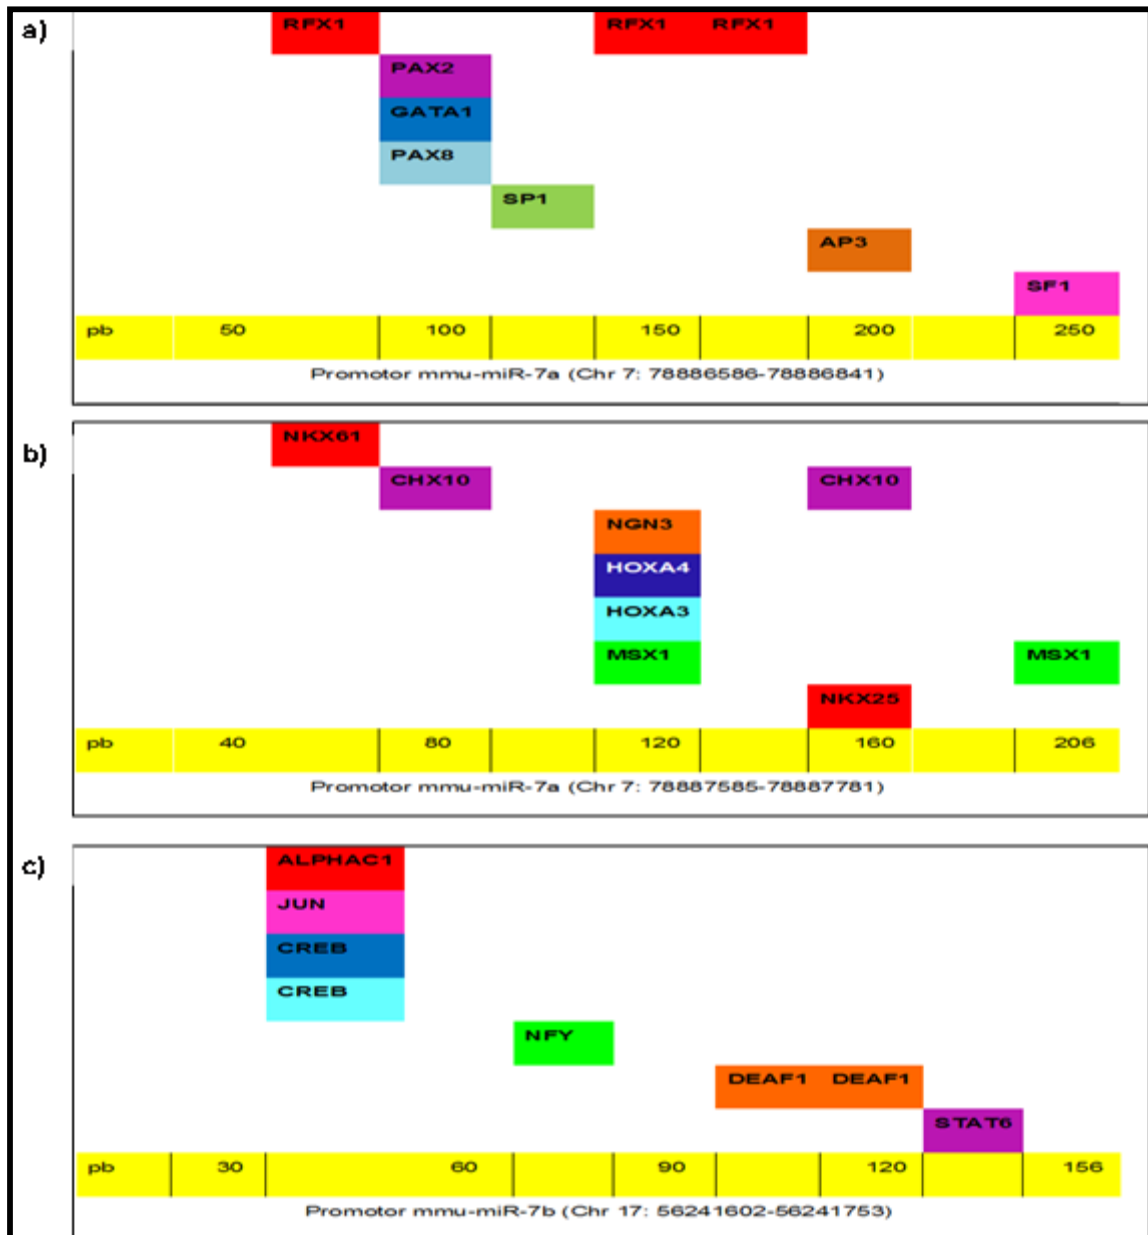 a)
RFX1 RFX1 RFX1
PAX2
GATA1
PAX8
SP1
AP3
SF1
pb 50 100 150 200 250
Promotor mmu-miR-7a (Chr 7: 78886586-78886841)
b)
NKX61
CHX10 CHX10
NGN3
HOXA4
HOXA3
MSX1 MSX1
NKX25
pb 40 80 120 160 206
Promotor mmu-miR-7a (Chr 7: 78887585-78887781)
c)
ALPHAC1
JUN
CREB
CREB
NFY
DEAF1 DEAF1
STAT6
pb 30 60 90 120 156
Promotor mmu-miR-7b (Chr 17: 56241602-56241753)